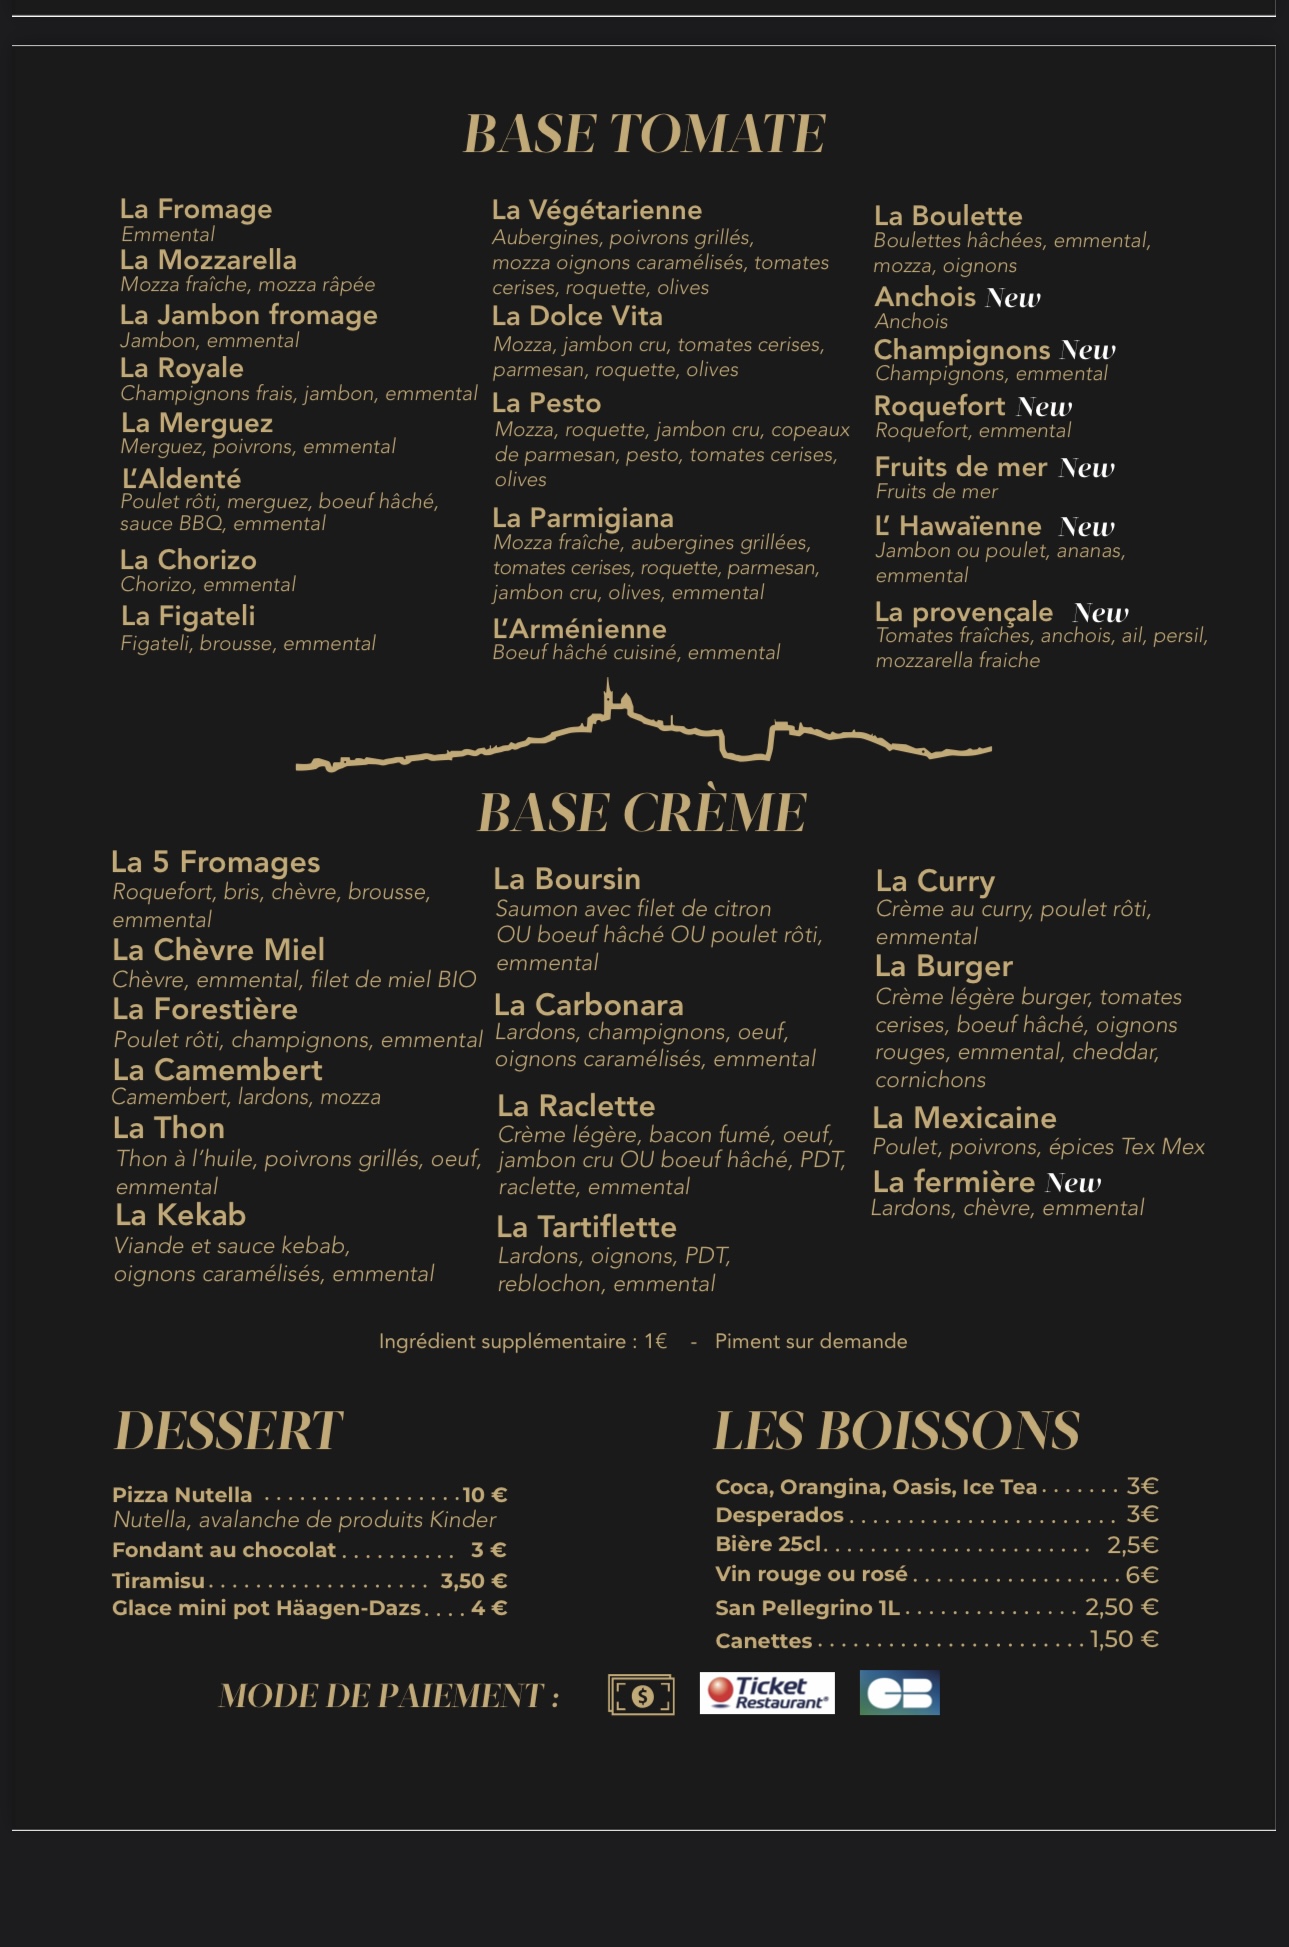 BASE TOMATE
La Fromage
Emmental
La Mozzarella
Mozza fraîche, mozza râpée
La Jambon fromage
Jambon, emmental
La Royale
Champignons frais, jambon, emmental
La Merguez
Merguez, poivrons, emmental
L'Aldenté
Poulet rôti, merguez, boeuf hâché,
sauce BBQ, emmental
La Chorizo
Chorizo, emmental
La Figateli
Figateli, brousse, emmental
La Végétarienne
Aubergines, poivrons grillés,
mozza oignons caramélisés, tomates
cerises, roquette, olives
La Dolce Vita
Mozza, jambon cru, tomates cerises,
parmesan, roquette, olives
La Pesto
Mozza, roquette, jambon cru, copeaux
de parmesan, pesto, tomates cerises,
olives
La Parmigiana
Mozza fraîche, aubergines grillées,
tomates cerises, roquette, parmesan,
jambon cru, olives, emmental
L'Arménienne
Boeuf hâché cuisiné, emmental
La Boulette
Boulettes hâchées, emmental,
mozza, oignons
Anchois New
Anchois
Champignons New
Champignons, emmental
Roquefort New
Roquefort, emmental
Fruits de mer New
Fruits de mer
L' Hawaïenne New
Jambon ou poulet, ananas,
emmental
La provençale New
Tomates fraîches, anchois, ail, persil,
mozzarella fraiche
BASE CRÈME
La 5 Fromages
Roquefort, bris, chèvre, brousse,
emmental
La Chèvre Miel
Chèvre, emmental, filet de miel BIO
La Forestière
Poulet rôti, champignons, emmental
La Camembert
Camembert, lardons, mozza
La Thon
Thon à l'huile, poivrons grillés, oeuf,
emmental
La Kekab
Viande et sauce kebab,
oignons caramélisés, emmental
La Boursin
Saumon avec filet de citron
OU boeuf hâché OU poulet rôti,
emmental
La Carbonara
Lardons, champignons, oeuf,
oignons caramélisés, emmental
La Raclette
Crème légère, bacon fumé, oeuf,
jambon cru OU boeuf hâché, PDT,
raclette, emmental
La Tartiflette
Lardons, oignons, PDT,
reblochon, emmental
La Curry
Crème au curry, poulet rôti,
emmental
La Burger
Crème légère burger, tomates
cerises, boeuf hâché, oignons
rouges, emmental, cheddar,
cornichons
La Mexicaine
Poulet, poivrons, épices Tex Mex
La fermière New
Lardons, chèvre, emmental
Ingrédient supplémentaire : 1€ - Piment sur demande
DESSERT
Pizza Nutella ................. 10 €
Nutella, avalanche de produits Kinder
Fondant au chocolat .......... 3 €
Tiramisu ................... 3,50 €
Glace mini pot Häagen-Dazs .... 4 €
LES BOISSONS
Coca, Orangina, Oasis, Ice Tea ....... 3€
Desperados ....................... 3€
Bière 25cl ....................... 2,5€
Vin rouge ou rosé .................. 6€
San Pellegrino 1L ............... 2,50 €
Canettes ....................... 1,50 €
MODE DE PAIEMENT :
$
Ticket
Restaurant®
CB